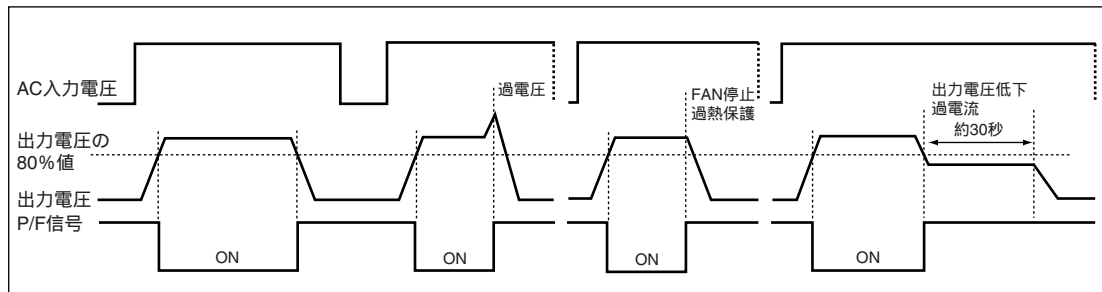 AC入力電圧
過電圧
FAN停止
過熱保護
出力電圧低下
過電流
約30秒
出力電圧の
80%値
出力電圧
P/F信号
ON
ON
ON
ON